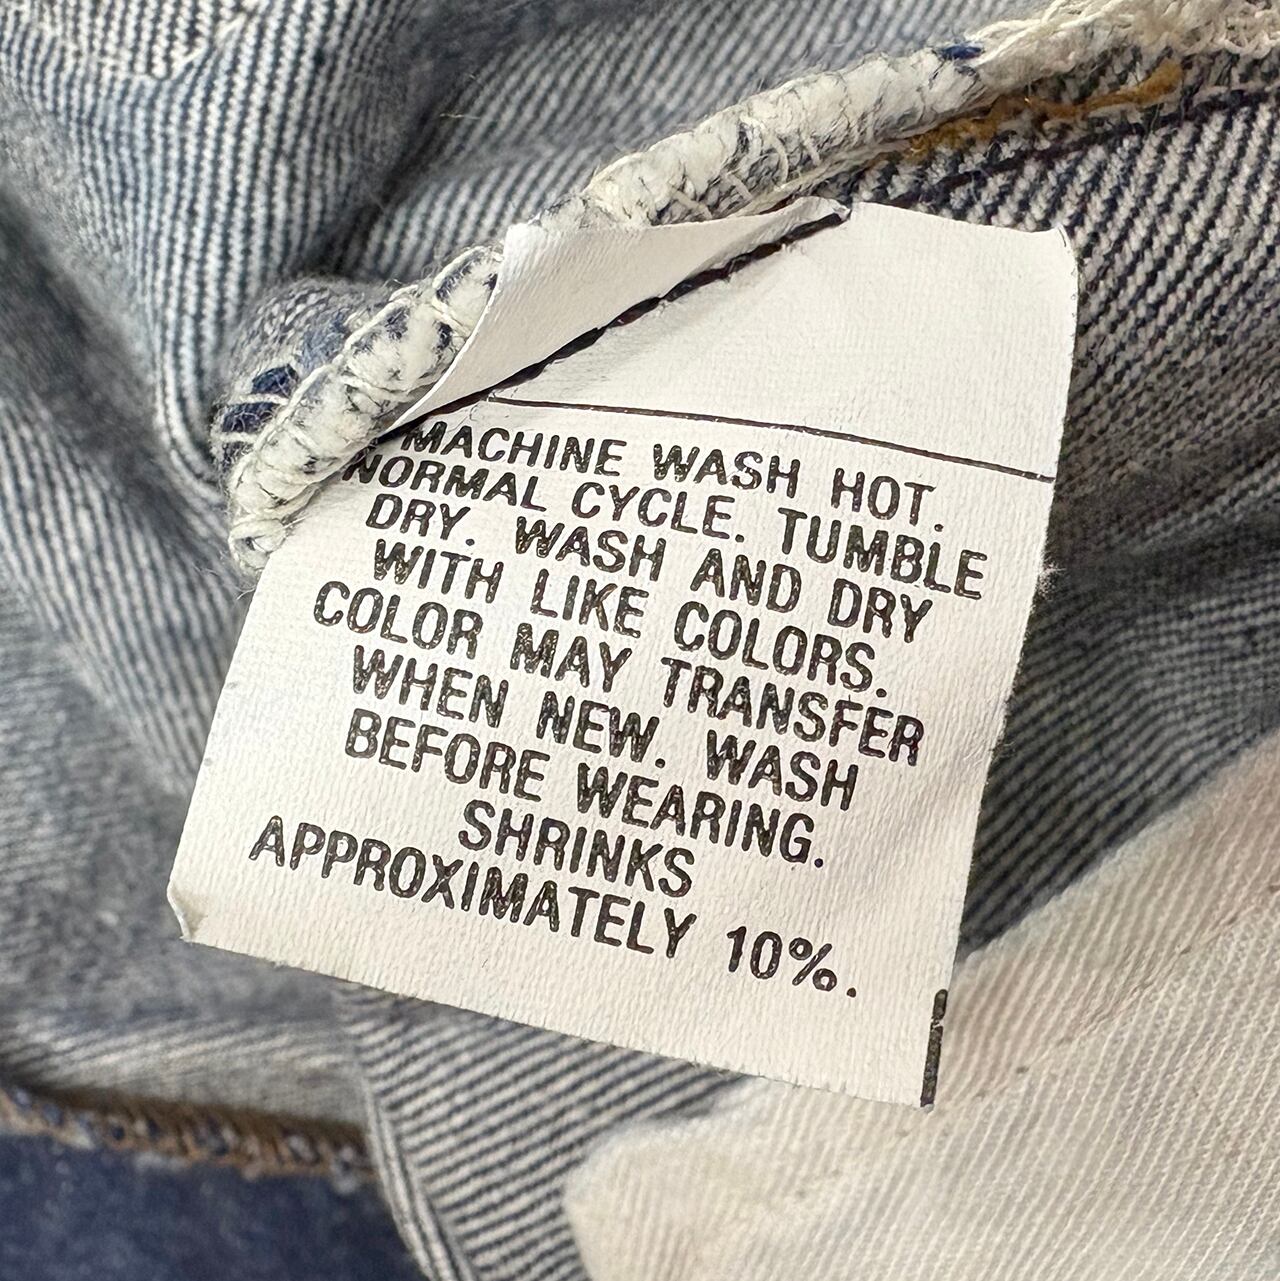 MACHINE WASH HOT.
NORMAL CYCLE. TUMBLE
DRY. WASH AND DRY
WITH LIKE COLORS.
COLOR MAY TRANSFER
WHEN NEW. WASH
BEFORE WEARING.
SHRINKS
APPROXIMATELY 10%.